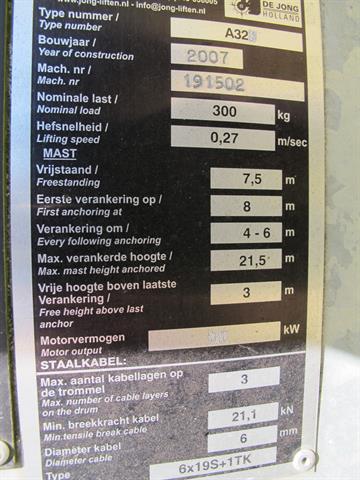 www.jong-liften.nl - info@jong-liften.nl
DE JONG
HOLLAND
Type nummer /
Type number
A32
Bouwjaar /
Year of construction
2007
Mach. nr /
Mach. nr
191502
Nominale last /
Nominal load
300 kg
Hefsnelheid /
Lifting speed
0,27 m/sec
MAST
Vrijstaand /
Freestanding
7,5 m
Eerste verankering op /
First anchoring at
8 m
Verankering om /
Every following anchoring
4 - 6 m
Max. verankerde hoogte /
Max. mast height anchored
21,5 m
Vrije hoogte boven laatste
Verankering /
Free height above last
anchor
3 m
Motorvermogen
Motor output
kW
STAALKABEL:
Max. aantal kabellagen op
de trommel
Max. number of cable layers
on the drum
3
Min. breekkracht kabel
Min.tensile break cable
21,1 kN
Diameter kabel
Diameter cable
6 mm
Type
6x19S+1TK